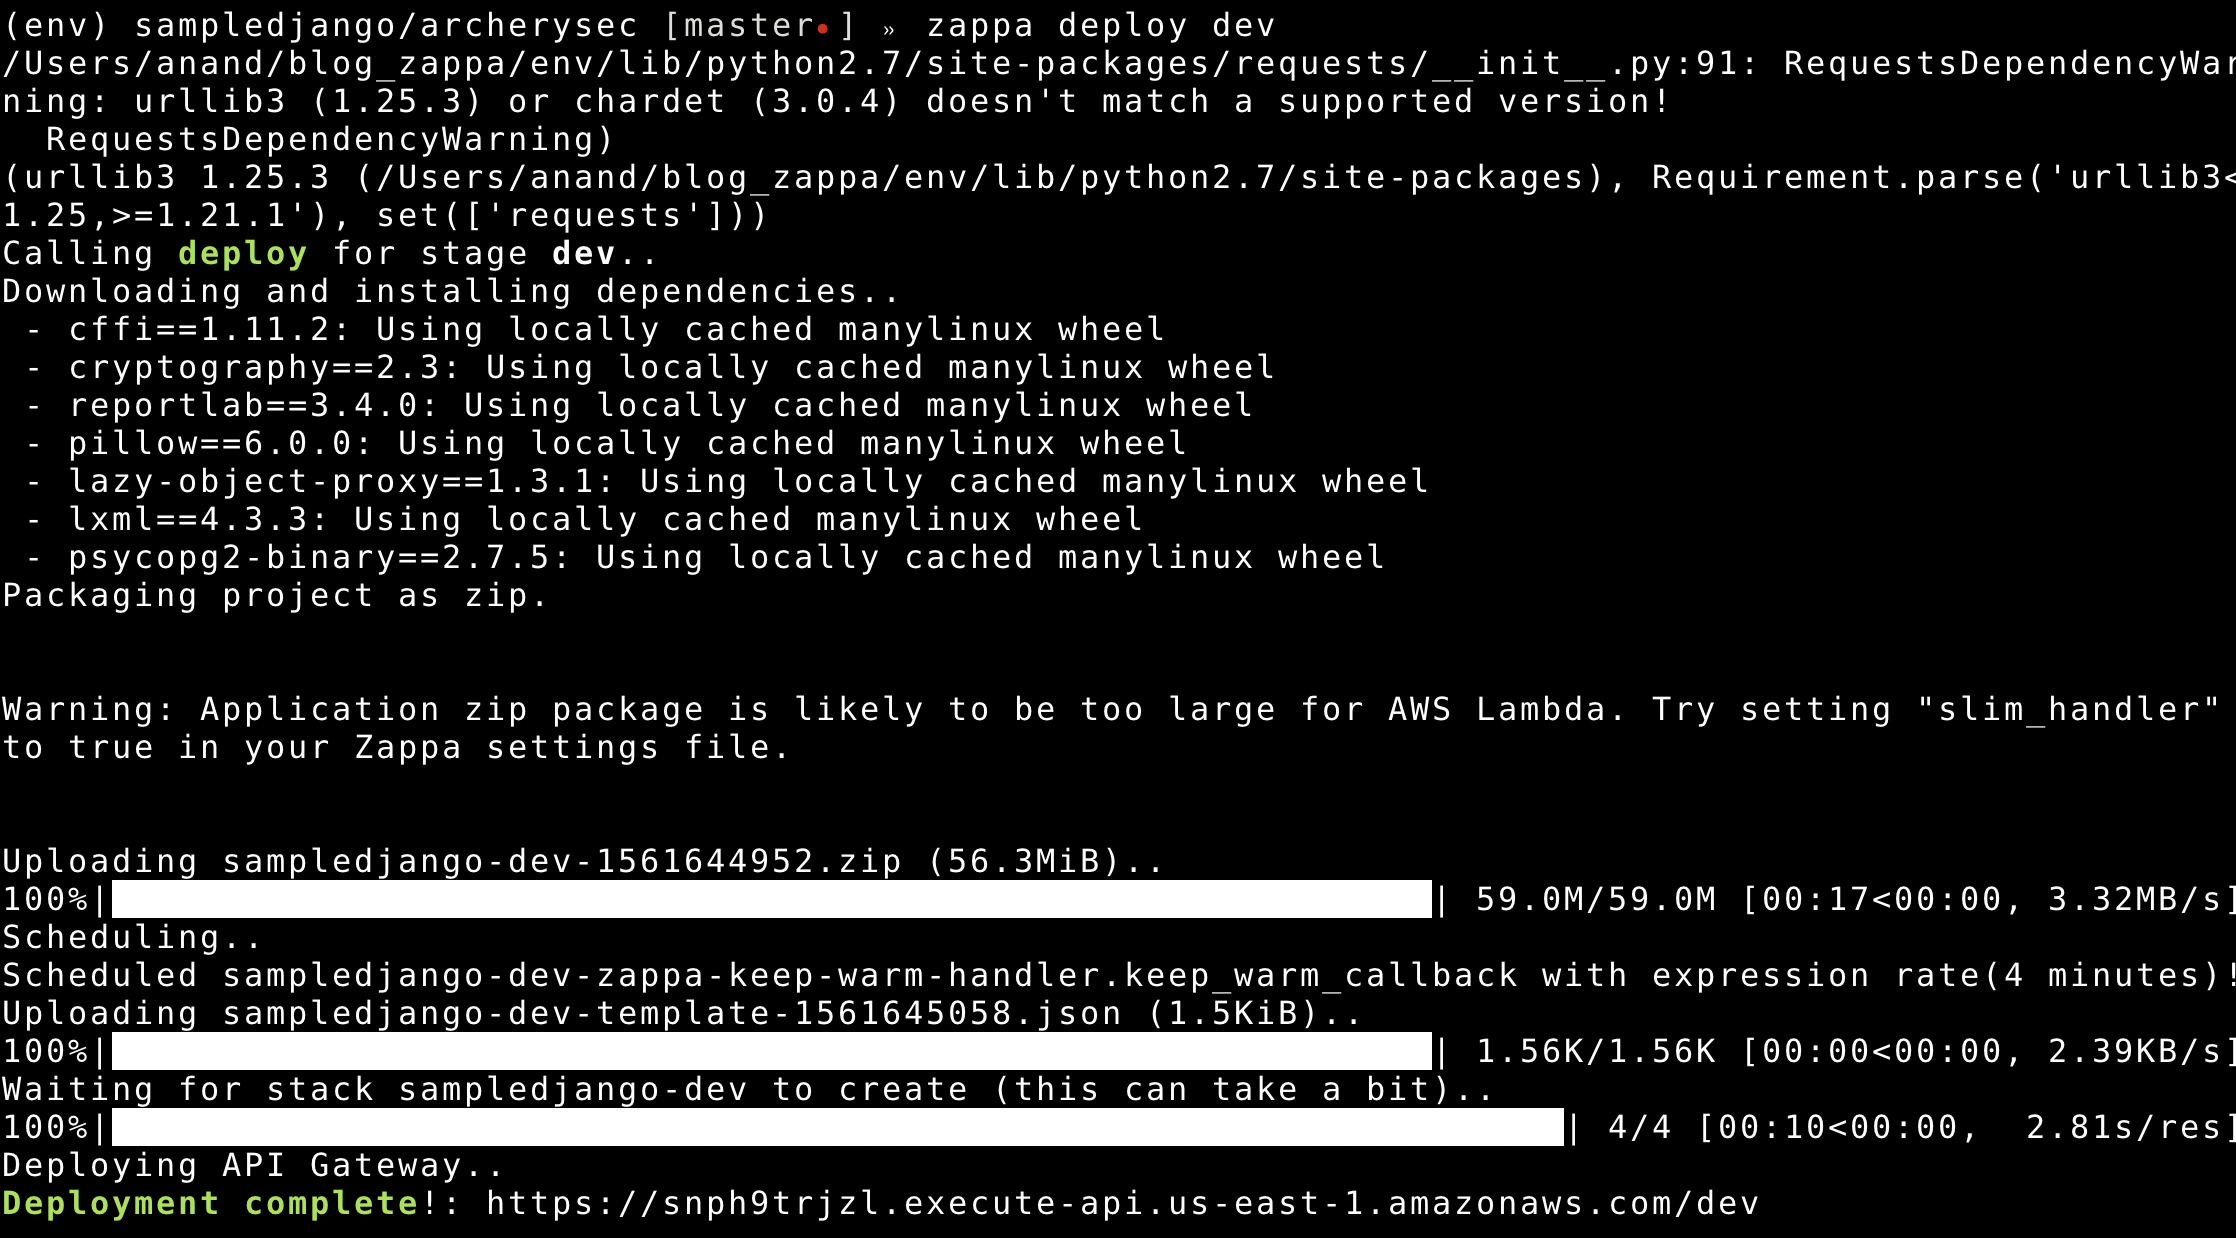 (env) sampledjango/archerysec [master● ] » zappa deploy dev
/Users/anand/blog_zappa/env/lib/python2.7/site-packages/requests/__init__.py:91: RequestsDependencyWar
ning: urllib3 (1.25.3) or chardet (3.0.4) doesn't match a supported version!
  RequestsDependencyWarning)
(urllib3 1.25.3 (/Users/anand/blog_zappa/env/lib/python2.7/site-packages), Requirement.parse('urllib3<
1.25,>=1.21.1'), set(['requests']))
Calling deploy for stage dev..
Downloading and installing dependencies..
 - cffi==1.11.2: Using locally cached manylinux wheel
 - cryptography==2.3: Using locally cached manylinux wheel
 - reportlab==3.4.0: Using locally cached manylinux wheel
 - pillow==6.0.0: Using locally cached manylinux wheel
 - lazy-object-proxy==1.3.1: Using locally cached manylinux wheel
 - lxml==4.3.3: Using locally cached manylinux wheel
 - psycopg2-binary==2.7.5: Using locally cached manylinux wheel
Packaging project as zip.
Warning: Application zip package is likely to be too large for AWS Lambda. Try setting "slim_handler"
to true in your Zappa settings file.
Uploading sampledjango-dev-1561644952.zip (56.3MiB)..
100%| | 59.0M/59.0M [00:17<00:00, 3.32MB/s]
Scheduling..
Scheduled sampledjango-dev-zappa-keep-warm-handler.keep_warm_callback with expression rate(4 minutes)!
Uploading sampledjango-dev-template-1561645058.json (1.5KiB)..
100%| | 1.56K/1.56K [00:00<00:00, 2.39KB/s]
Waiting for stack sampledjango-dev to create (this can take a bit)..
100%| | 4/4 [00:10<00:00,  2.81s/res]
Deploying API Gateway..
Deployment complete!: https://snph9trjzl.execute-api.us-east-1.amazonaws.com/dev